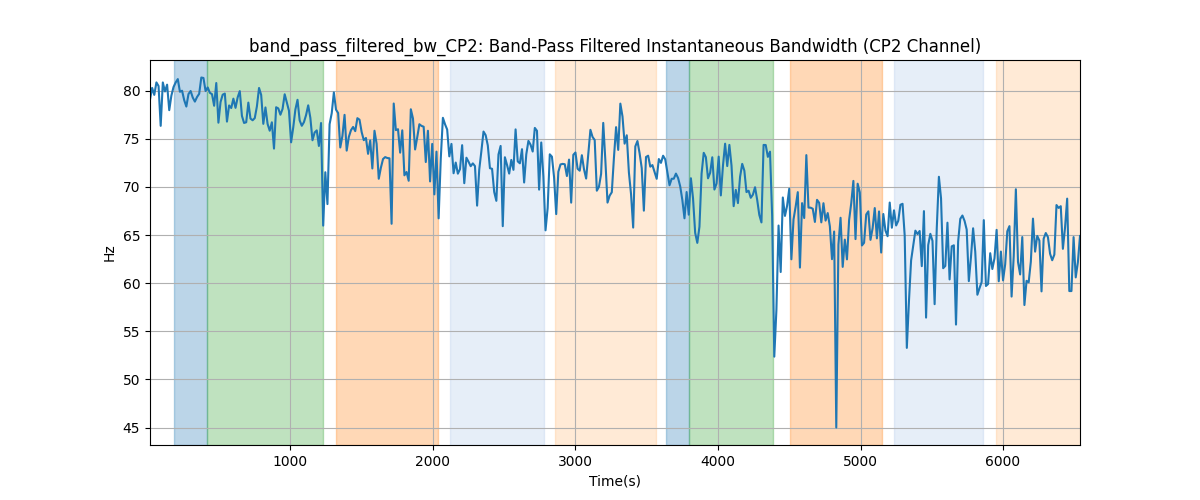 band_pass_filtered_bw_CP2: Band-Pass Filtered Instantaneous Bandwidth (CP2 Channel)
80
75
70
65
60
55
50
45
Hz
1000 2000 3000 4000 5000 6000
Time(s)